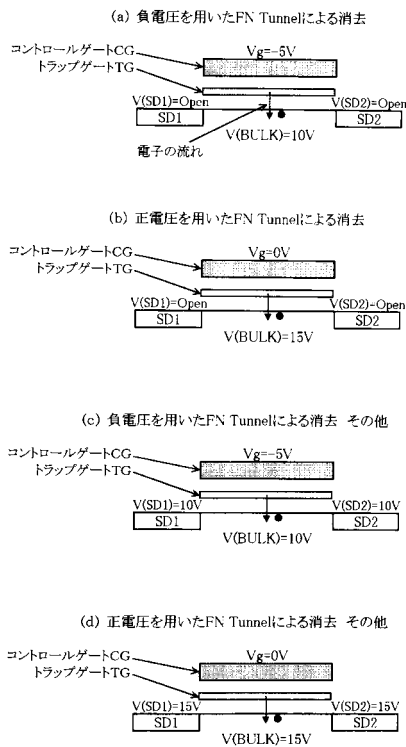 (a) 負電圧を用いたFN Tunnelによる消去
コントロールゲートCG
Vg=-5V
トラップゲートTG
V(SD1)=Open
V(SD2)=Open
SD1
SD2
V(BULK)=10V
電子の流れ
(b) 正電圧を用いたFN Tunnelによる消去
コントロールゲートCG
Vg=0V
トラップゲートTG
V(SD1)=Open
V(SD2)=Open
SD1
SD2
V(BULK)=15V
(c) 負電圧を用いたFN Tunnelによる消去 その他
コントロールゲートCG
Vg=-5V
トラップゲートTG
V(SD1)=10V
V(SD2)=10V
SD1
SD2
V(BULK)=10V
(d) 正電圧を用いたFN Tunnelによる消去 その他
コントロールゲートCG
Vg=0V
トラップゲートTG
V(SD1)=15V
V(SD2)=15V
SD1
SD2
V(BULK)=15V